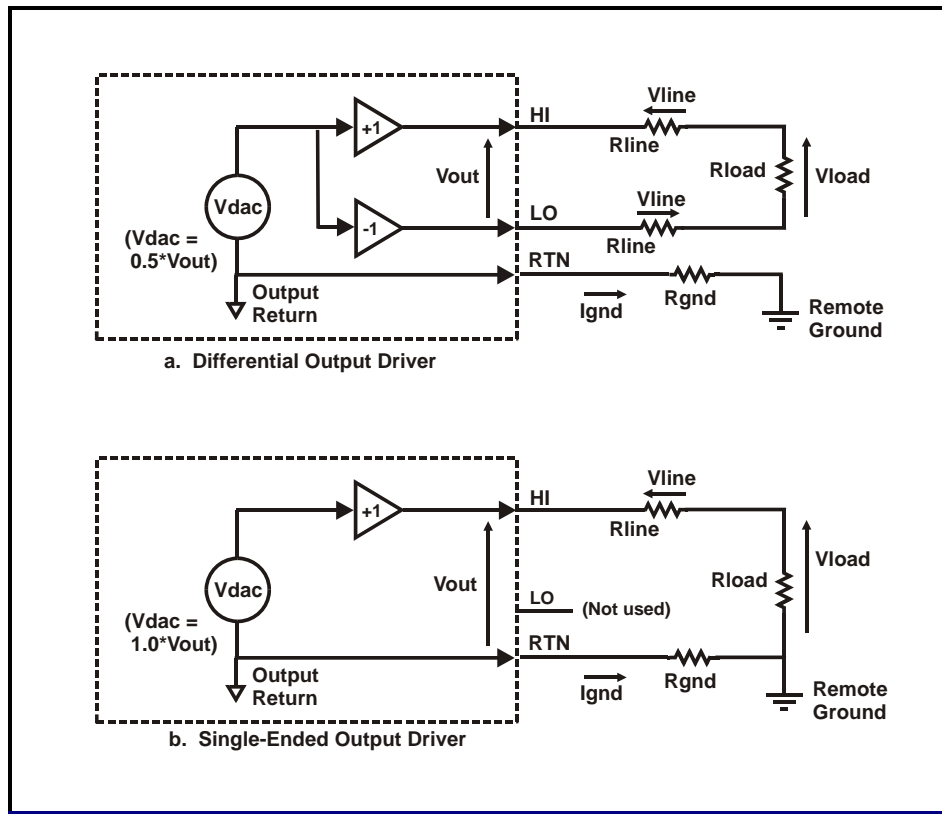 Vline
HI
+1
Rline
Rload
Vload
Vout
Vdac
Vline
LO
-1
(Vdac =
0.5*Vout)
Rline
RTN
Output
Return
Ignd
Rgnd
Remote
Ground
a. Differential Output Driver
Vline
HI
+1
Rline
Vload
Rload
Vout
Vdac
LO
(Not used)
(Vdac =
1.0*Vout)
RTN
Output
Return
Ignd
Rgnd
Remote
Ground
b. Single-Ended Output Driver